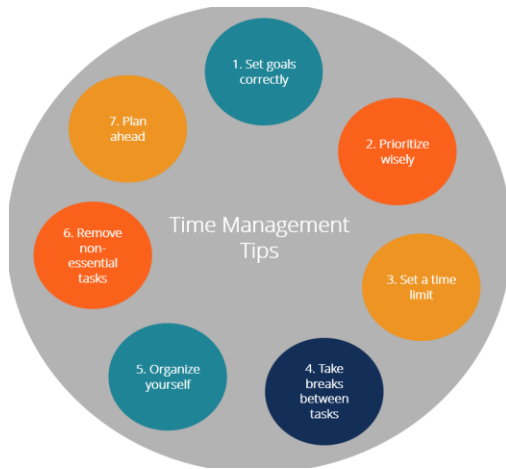 1. Set goals
correctly
2. Prioritize
wisely
3. Set a time
limit
4. Take
breaks
between
tasks
5. Organize
yourself
6. Remove
non-
essential
tasks
7. Plan
ahead
Time Management
Tips